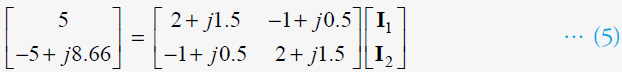 [5; −5 + j8.66] = [2 + j1.5  −1 + j0.5; −1 + j0.5  2 + j1.5] [I₁; I₂] ··· (5)